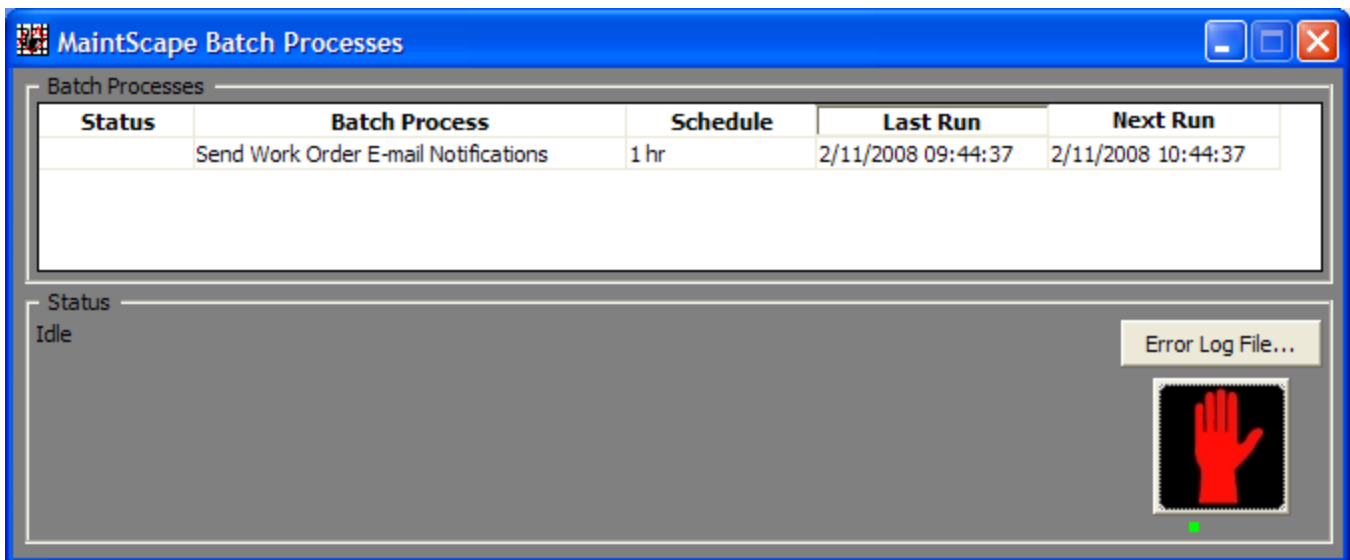 MaintScape Batch Processes
Batch Processes
Status Batch Process Schedule Last Run Next Run
Send Work Order E-mail Notifications 1 hr 2/11/2008 09:44:37 2/11/2008 10:44:37
Status
Idle
Error Log File...